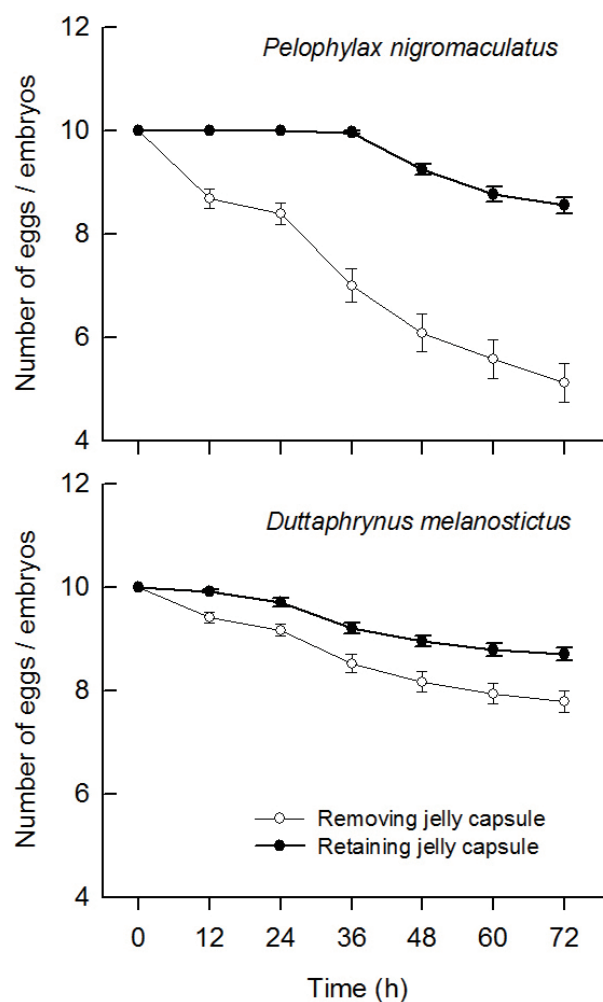 12
Pelophylax nigromaculatus
10
8
6
4
Number of eggs / embryos
12
Duttaphrynus melanostictus
10
8
6
4
Number of eggs / embryos
Removing jelly capsule
Retaining jelly capsule
0 12 24 36 48 60 72
Time (h)